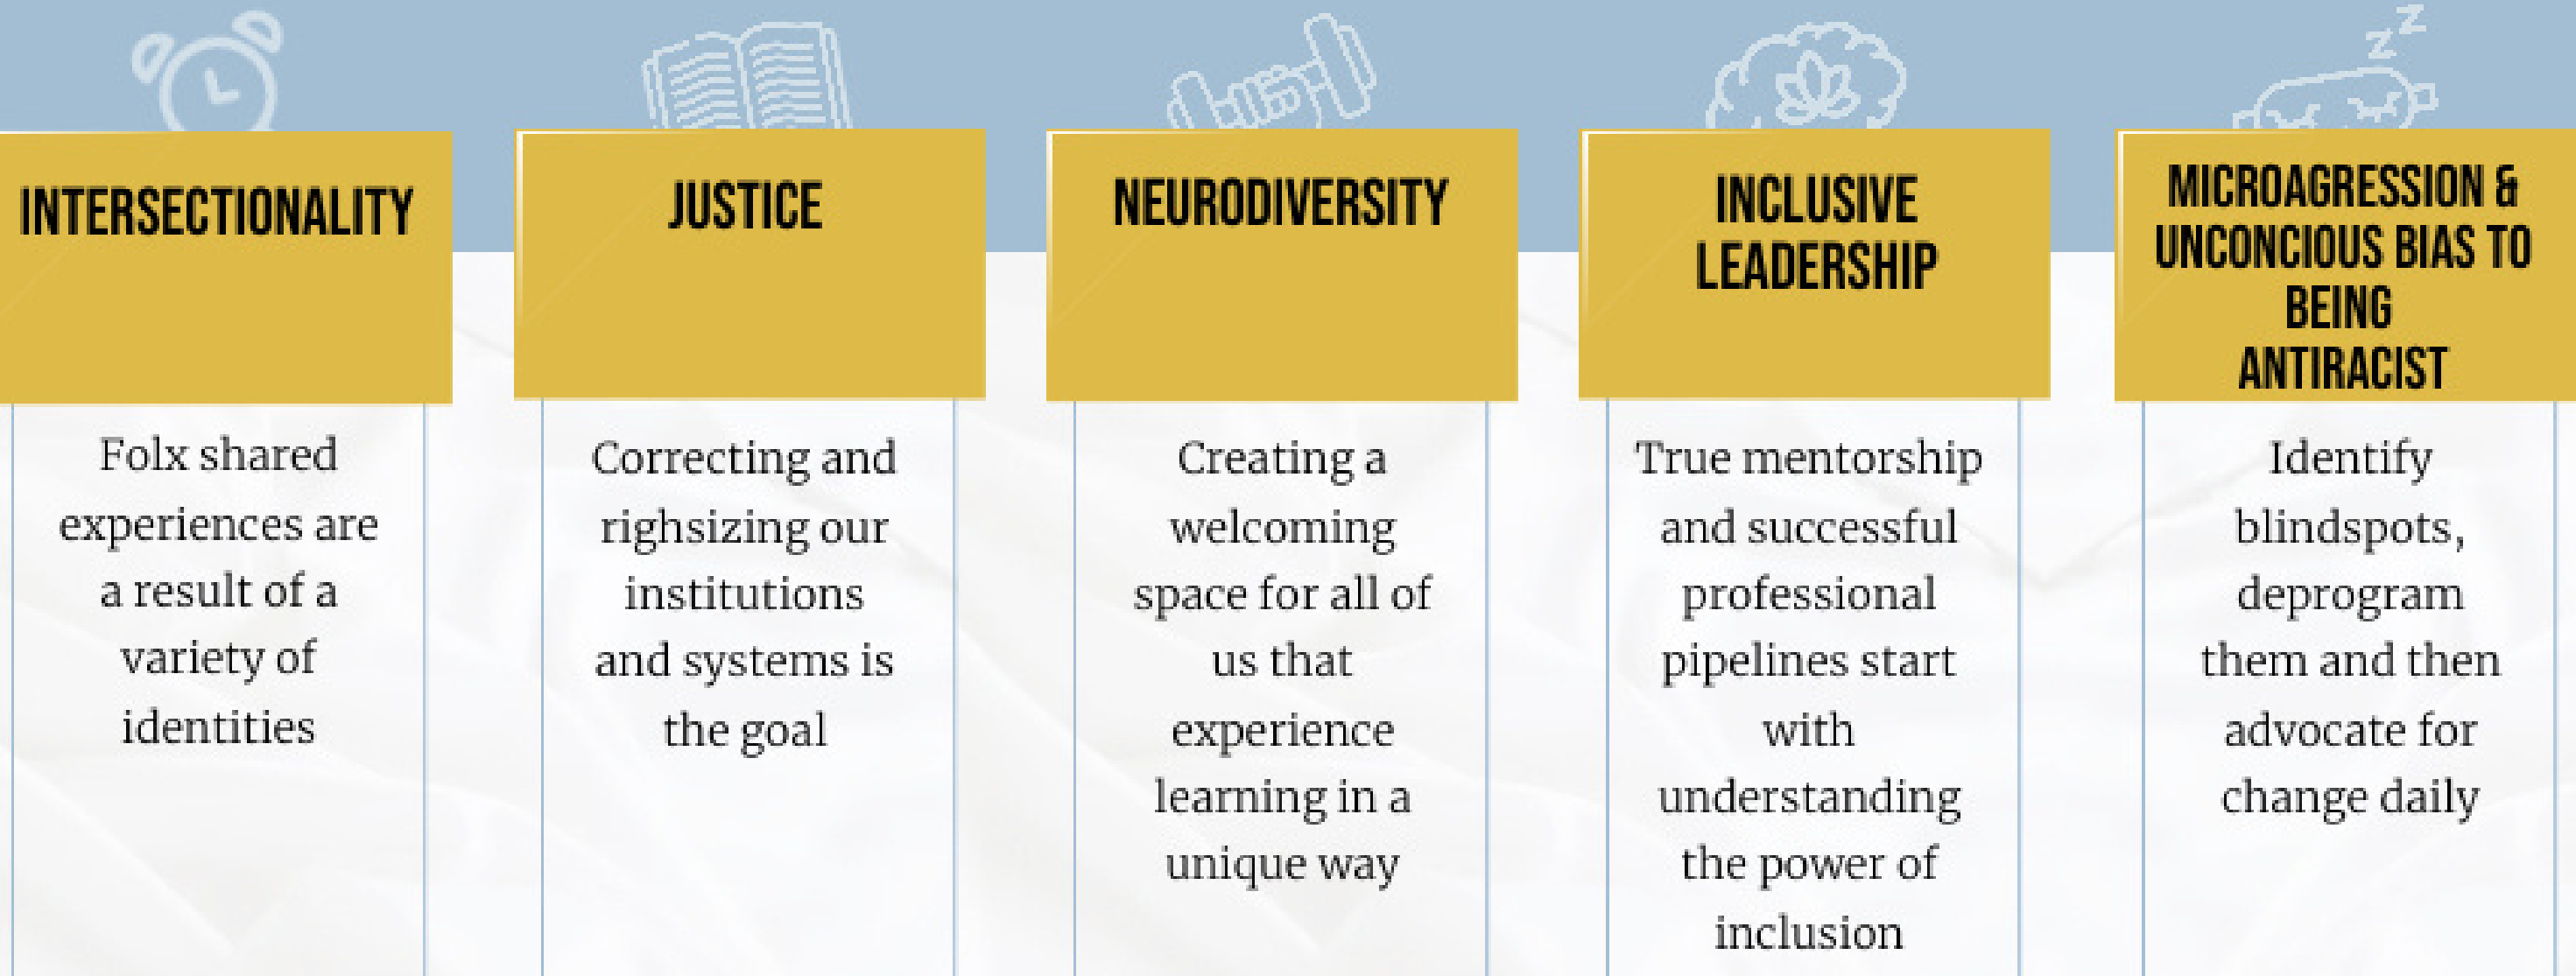 INTERSECTIONALITY
Folx shared
experiences are
a result of a
variety of
identities
JUSTICE
Correcting and
righsizing our
institutions
and systems is
the goal
NEURODIVERSITY
Creating a
welcoming
space for all of
us that
experience
learning in a
unique way
INCLUSIVE
LEADERSHIP
True mentorship
and successful
professional
pipelines start
with
understanding
the power of
inclusion
Z Z
MICROAGRESSION &
UNCONCIOUS BIAS TO
BEING
ANTIRACIST
Identify
blindspots,
deprogram
them and then
advocate for
change daily